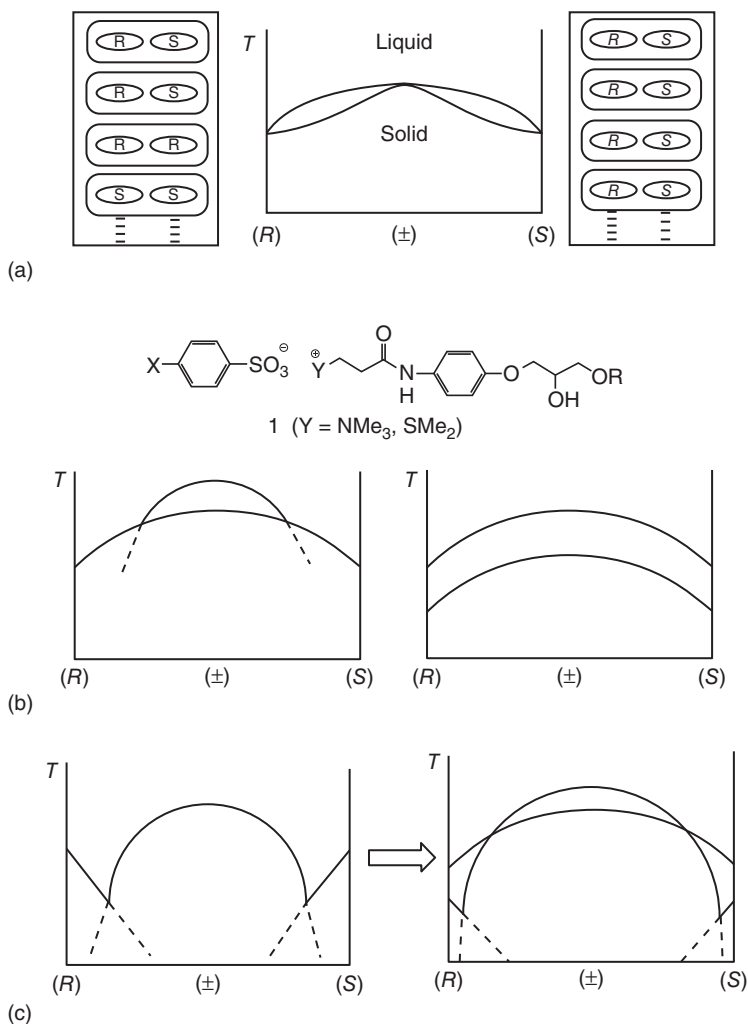 R S
R S
R R
S S
T
Liquid
Solid
(R) (±) (S)
R S
R S
R S
R S
(a)
X SO₃ ⊖ ⊕ Y O N H O OH OR
1 (Y = NMe₃, SMe₂)
T
(R) (±) (S)
T
(R) (±) (S)
(b)
T
(R) (±) (S)
T
(R) (±) (S)
(c)